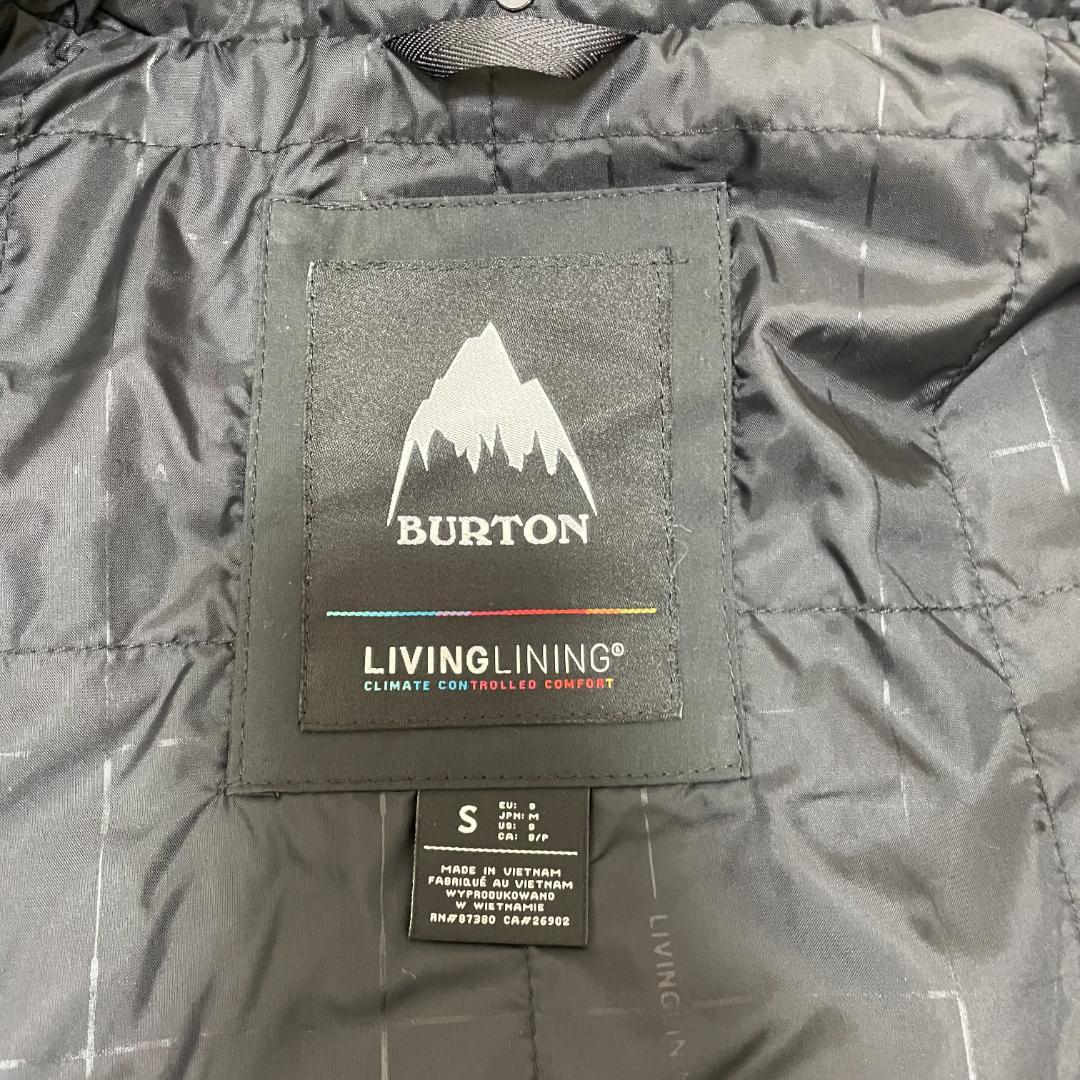 BURTON
LIVINGLINING®
CLIMATE CONTROLLED COMFORT
S
EU: S
JPN: M
US: S
CA: S/P
MADE IN VIETNAM
FABRIQUÉ AU VIETNAM
WYPRODUKOWANO
W WIETNAMIE
RN#87380 CA#26902
LIVING LIN